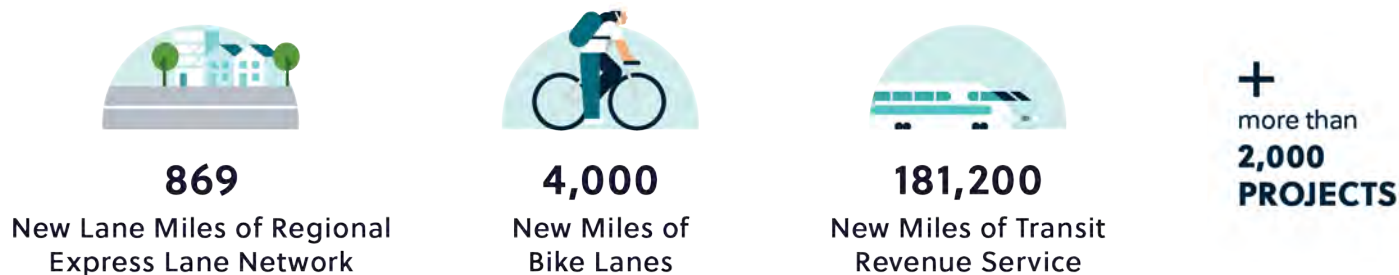 869
New Lane Miles of Regional
Express Lane Network
4,000
New Miles of
Bike Lanes
181,200
New Miles of Transit
Revenue Service
+
more than
2,000
PROJECTS